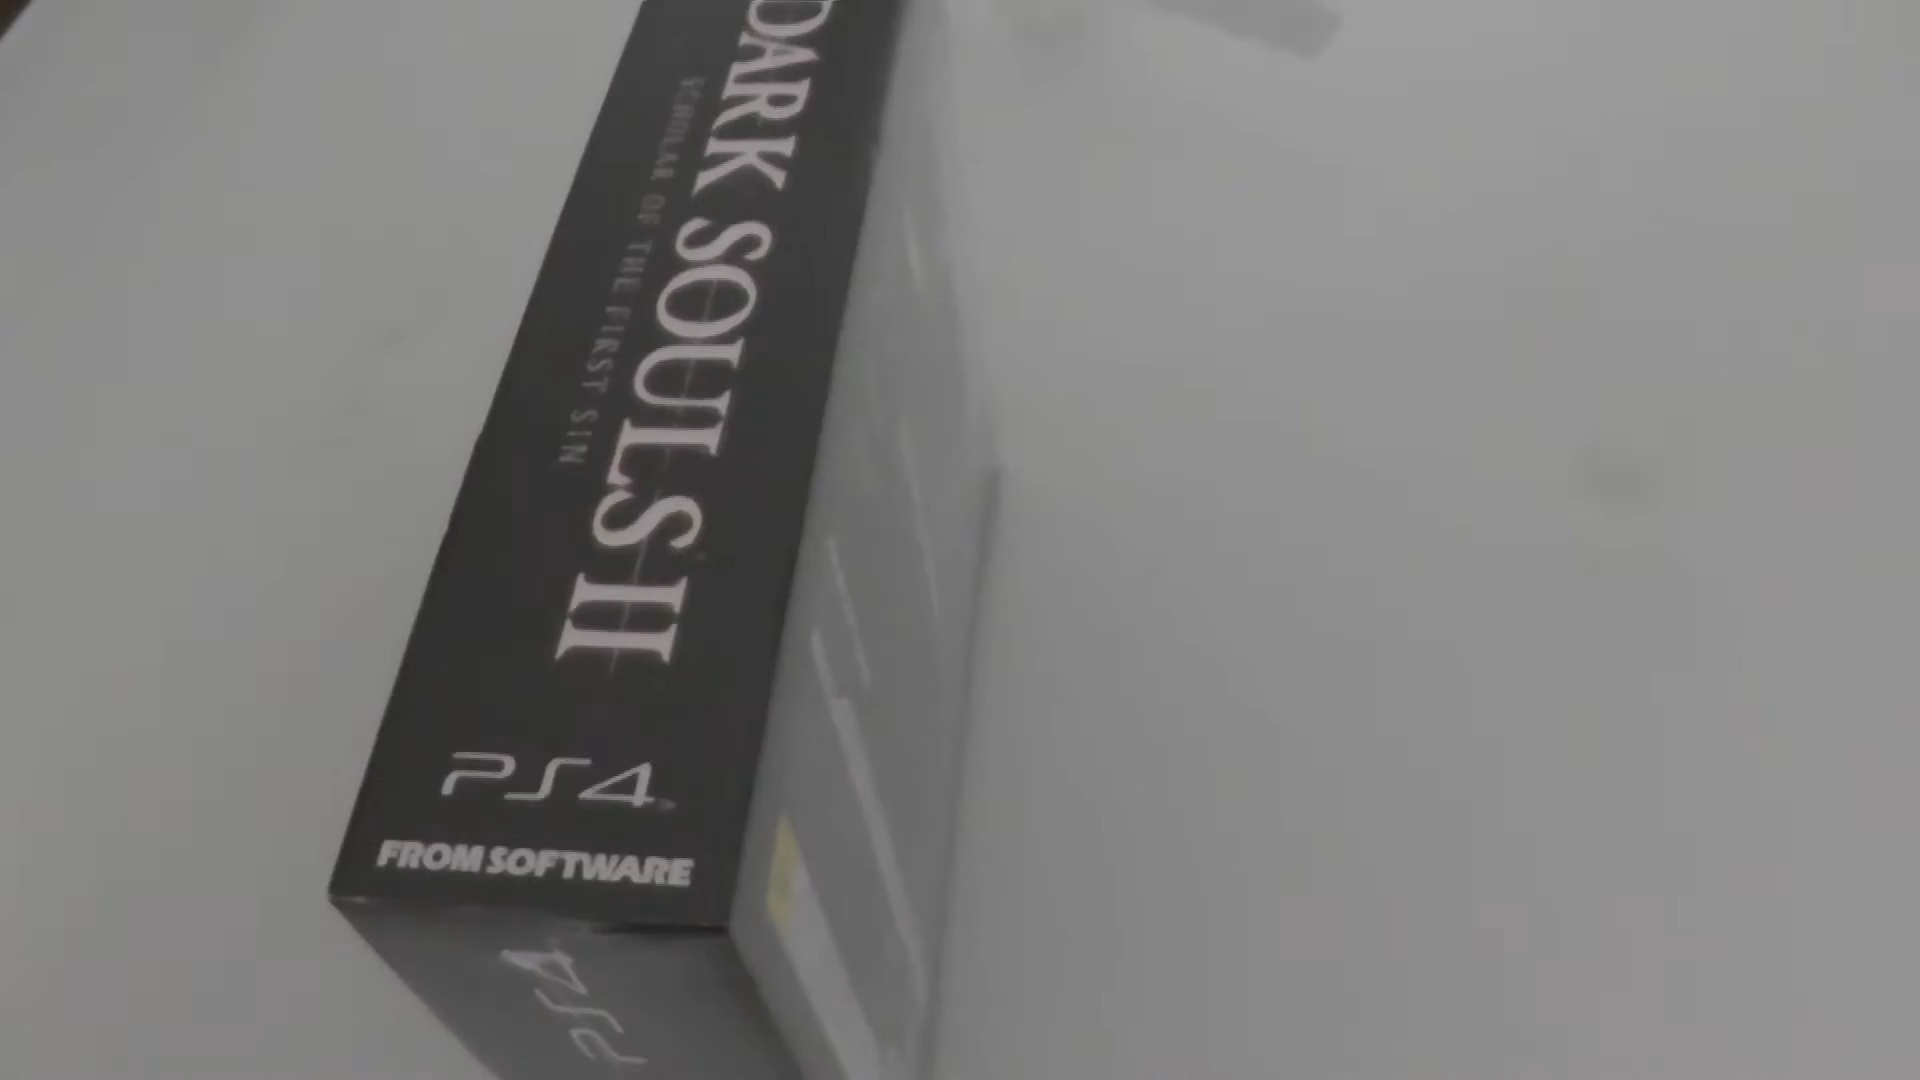 DARK SOULS II
SCHOLAR OF THE FIRST SIN
PS4
FROM SOFTWARE
PS4